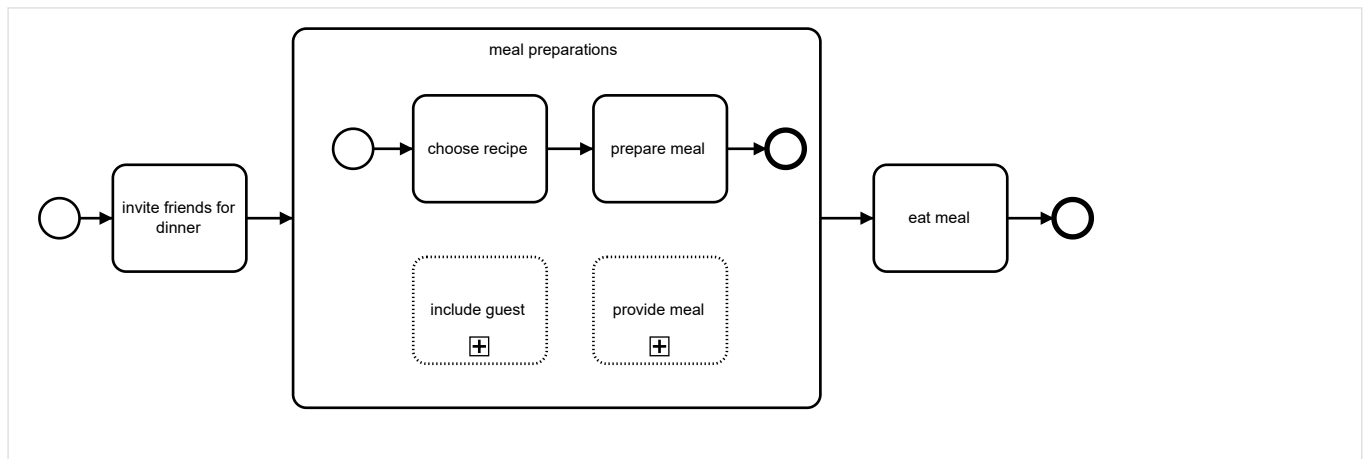 meal preparations
choose recipe
prepare meal
invite friends for
dinner
eat meal
include guest
provide meal